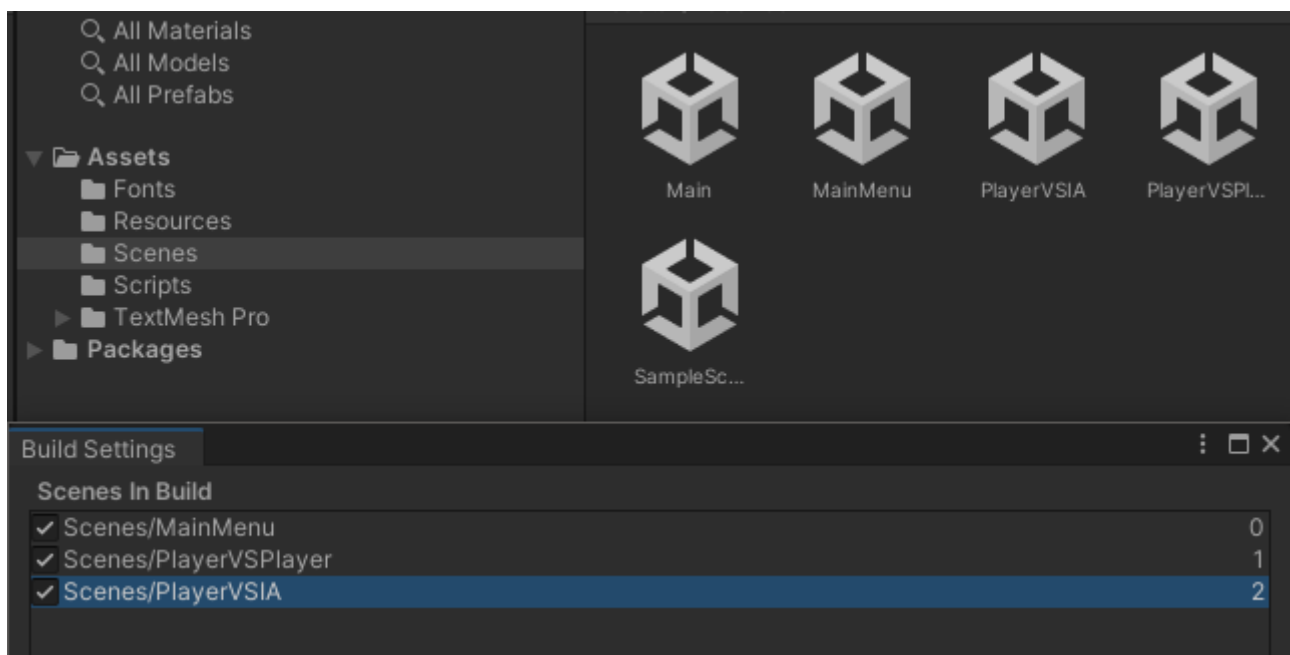 All Materials
All Models
All Prefabs
Assets
Fonts
Resources
Scenes
Scripts
TextMesh Pro
Packages
Main MainMenu PlayerVSIA PlayerVSPl...
SampleSc...
Build Settings
Scenes In Build
Scenes/MainMenu 0
Scenes/PlayerVSPlayer 1
Scenes/PlayerVSIA 2